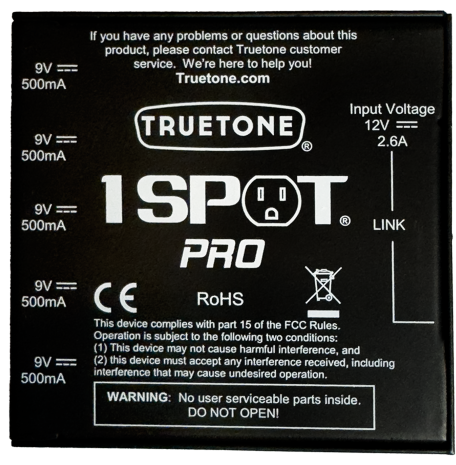 If you have any problems or questions about this
product, please contact Truetone customer
service. We're here to help you!
Truetone.com
9V ⎓
500mA
TRUETONE®
Input Voltage
12V ⎓
2.6A
9V ⎓
500mA
1 SPOT®
9V ⎓
500mA
LINK
PRO
9V ⎓
500mA
CE
RoHS
This device complies with part 15 of the FCC Rules.
Operation is subject to the following two conditions:
(1) This device may not cause harmful interference, and
(2) this device must accept any interference received, including
interference that may cause undesired operation.
9V ⎓
500mA
WARNING: No user serviceable parts inside.
DO NOT OPEN!